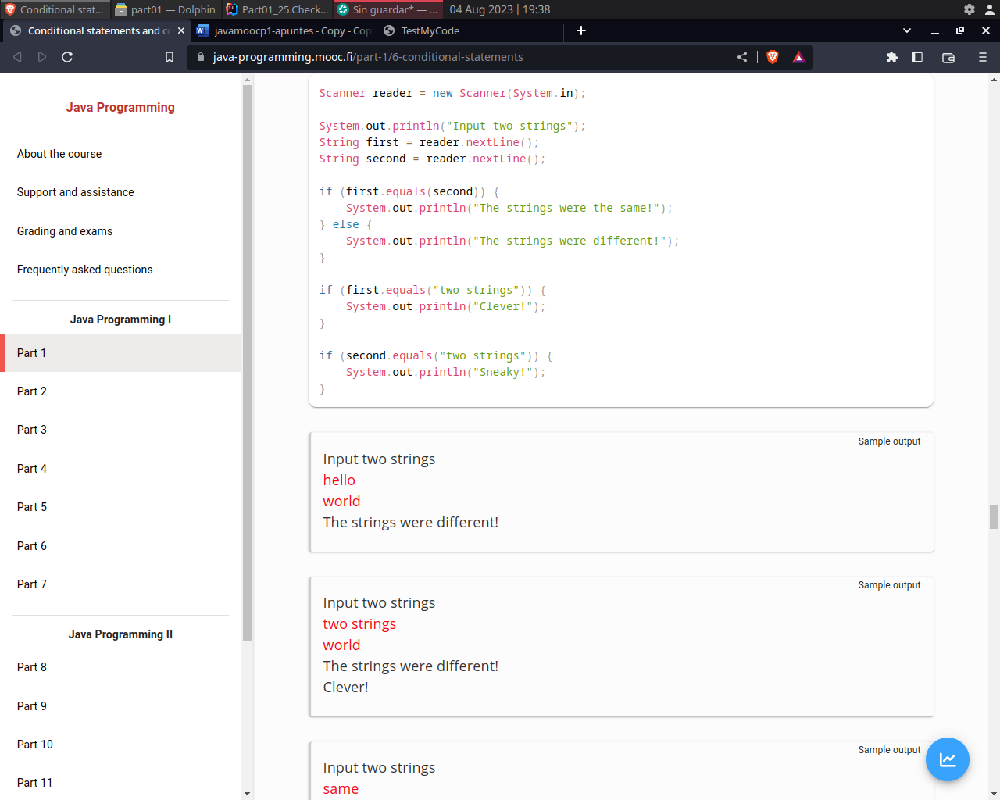 Conditional stat...
part01 — Dolphin
Part01_25.Check...
Sin guardar* — ...
04 Aug 2023 | 19:38
Conditional statements and co
javamoocp1-apuntes - Copy - Cop
TestMyCode
java-programming.mooc.fi/part-1/6-conditional-statements
Java Programming
About the course
Support and assistance
Grading and exams
Frequently asked questions
Java Programming I
Part 1
Part 2
Part 3
Part 4
Part 5
Part 6
Part 7
Java Programming II
Part 8
Part 9
Part 10
Part 11
Scanner reader = new Scanner(System.in);
System.out.println("Input two strings");
String first = reader.nextLine();
String second = reader.nextLine();
if (first.equals(second)) {
    System.out.println("The strings were the same!");
} else {
    System.out.println("The strings were different!");
}
if (first.equals("two strings")) {
    System.out.println("Clever!");
}
if (second.equals("two strings")) {
    System.out.println("Sneaky!");
}
Sample output
Input two strings
hello
world
The strings were different!
Sample output
Input two strings
two strings
world
The strings were different!
Clever!
Sample output
Input two strings
same